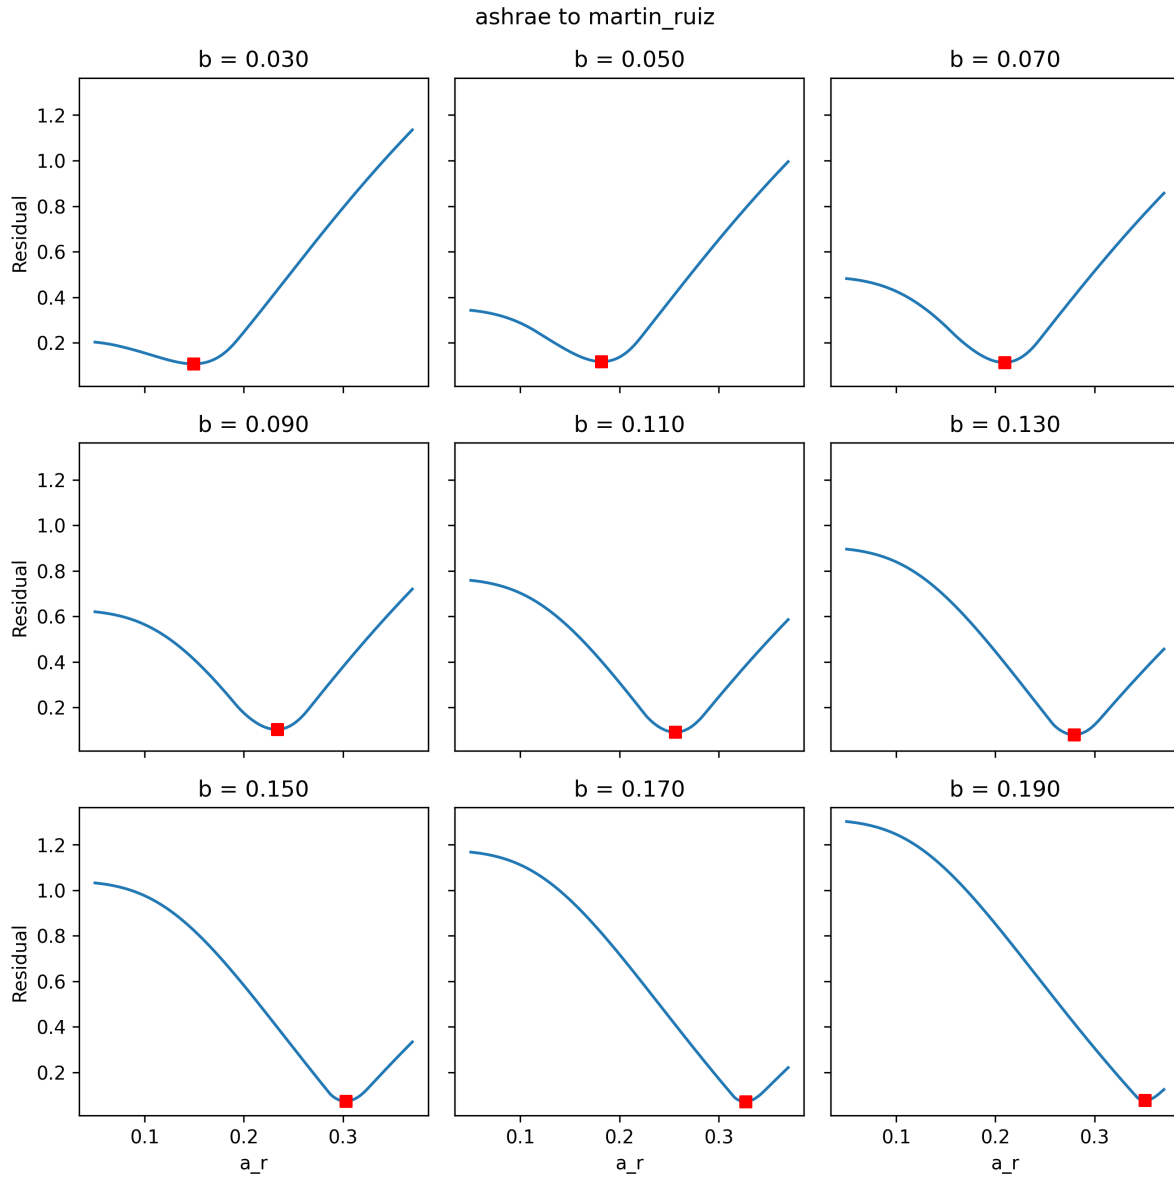 ashrae to martin_ruiz
b = 0.030
b = 0.050
b = 0.070
1.2
1.0
0.8
0.6
0.4
0.2
Residual
b = 0.090
b = 0.110
b = 0.130
1.2
1.0
0.8
0.6
0.4
0.2
Residual
b = 0.150
b = 0.170
b = 0.190
1.2
1.0
0.8
0.6
0.4
0.2
Residual
0.1 0.2 0.3
0.1 0.2 0.3
0.1 0.2 0.3
a_r
a_r
a_r